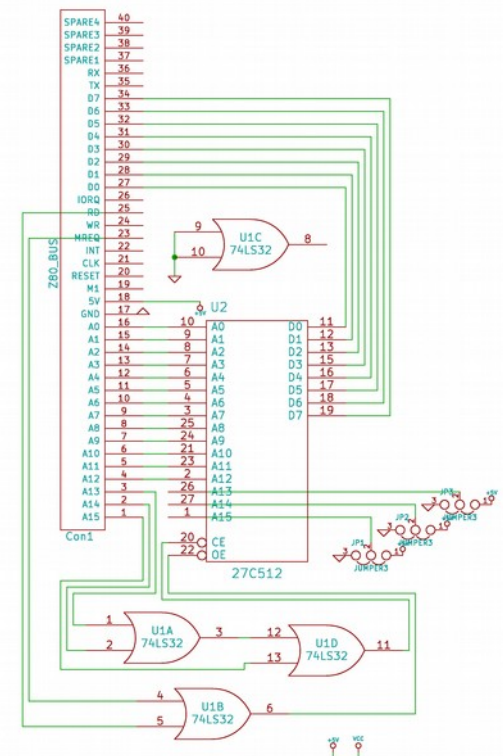 SPARE4 40
SPARE3 39
SPARE2 38
SPARE1 37
RX 36
TX 35
D7 34
D6 33
D5 32
D4 31
D3 30
D2 29
D1 28
D0 27
IORQ 26
RD 25
WR 24
MREQ 23
INT 22
CLK 21
RESET 20
M1 19
5V 18
GND 17
A0 16
A1 15
A2 14
A3 13
A4 12
A5 11
A6 10
A7 9
A8 8
A9 7
A10 6
A11 5
A12 4
A13 3
A14 2
A15 1
Z80_BUS
Con1
9
10
U1C
74LS32
8
+5V
U2
10 A0 D0 11
9 A1 D1 12
8 A2 D2 13
7 A3 D3 15
6 A4 D4 16
5 A5 D5 17
4 A6 D6 18
3 A7 D7 19
25 A8
24 A9
21 A10
23 A11
2 A12
26 A13
27 A14
1 A15
20 CE
22 OE
27C512
JP3
+5V
3
1
JUMPER3
JP2
3
JUMPER3
JP1
3
JUMPER3
1
2
U1A
74LS32
3
12
13
U1D
74LS32
11
4
5
U1B
74LS32
6
+5V VCC